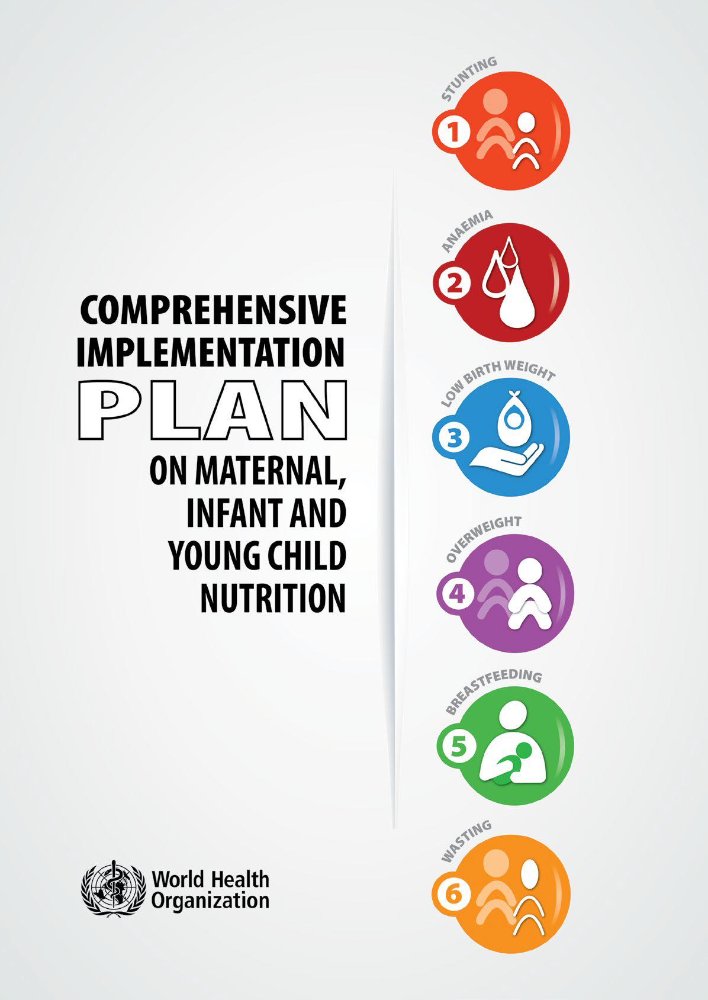 COMPREHENSIVE
IMPLEMENTATION
PLAN
ON MATERNAL,
INFANT AND
YOUNG CHILD
NUTRITION
World Health
Organization
STUNTING
1
ANAEMIA
2
LOW BIRTH WEIGHT
3
OVERWEIGHT
4
BREASTFEEDING
5
WASTING
6